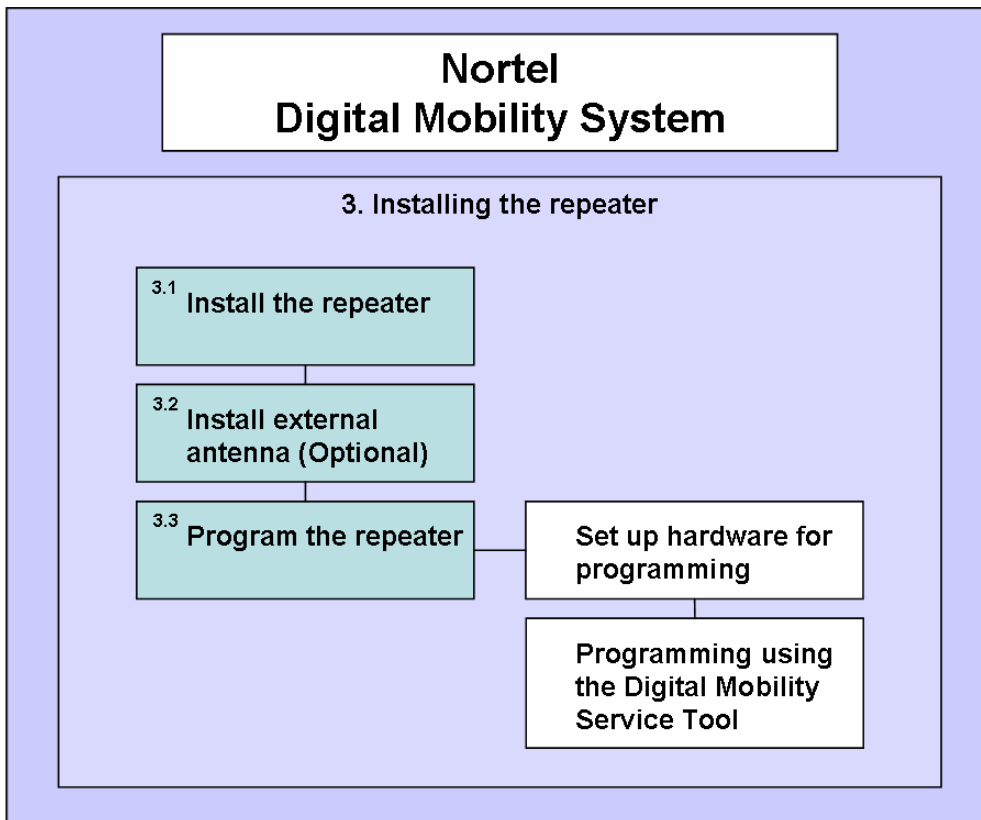 Nortel
Digital Mobility System
3. Installing the repeater
3.1 Install the repeater
3.2 Install external
antenna (Optional)
3.3 Program the repeater
Set up hardware for
programming
Programming using
the Digital Mobility
Service Tool